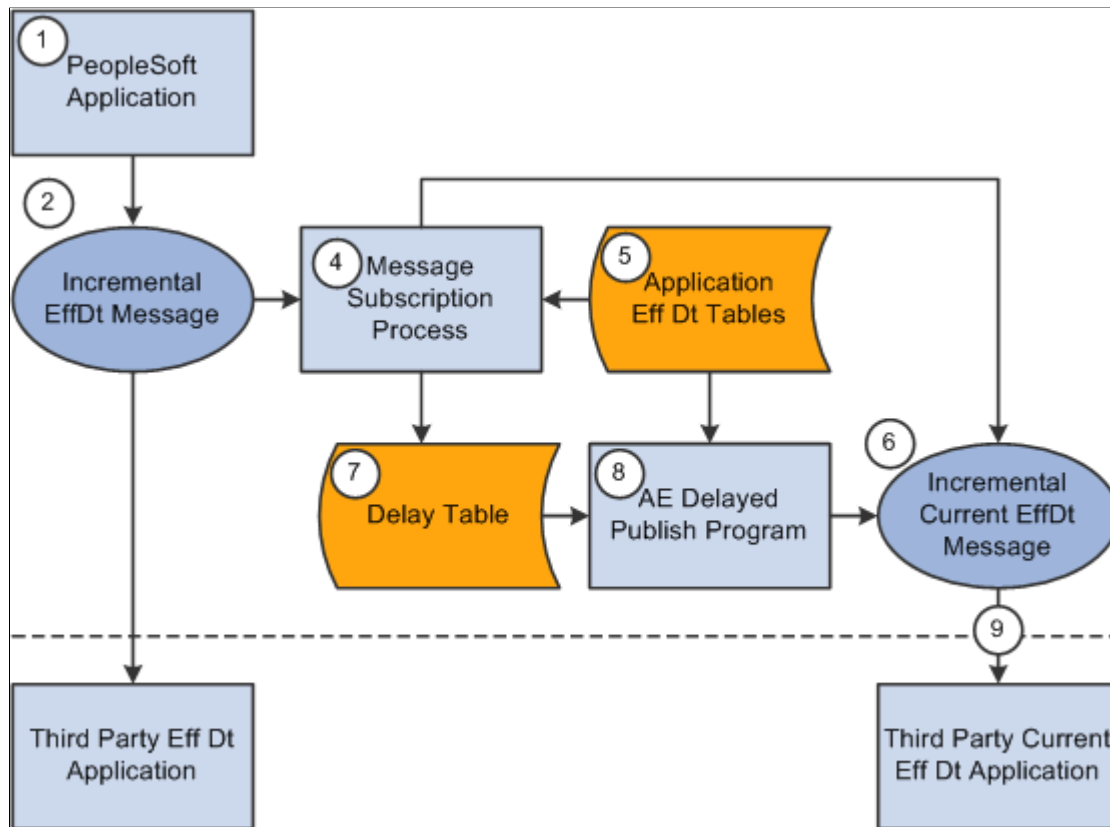 1
PeopleSoft
Application
2
Incremental
EffDt Message
4
Message
Subscription
Process
5
Application
Eff Dt Tables
7
Delay Table
8
AE Delayed
Publish Program
6
Incremental
Current EffDt
Message
9
Third Party Eff Dt
Application
Third Party Current
Eff Dt Application